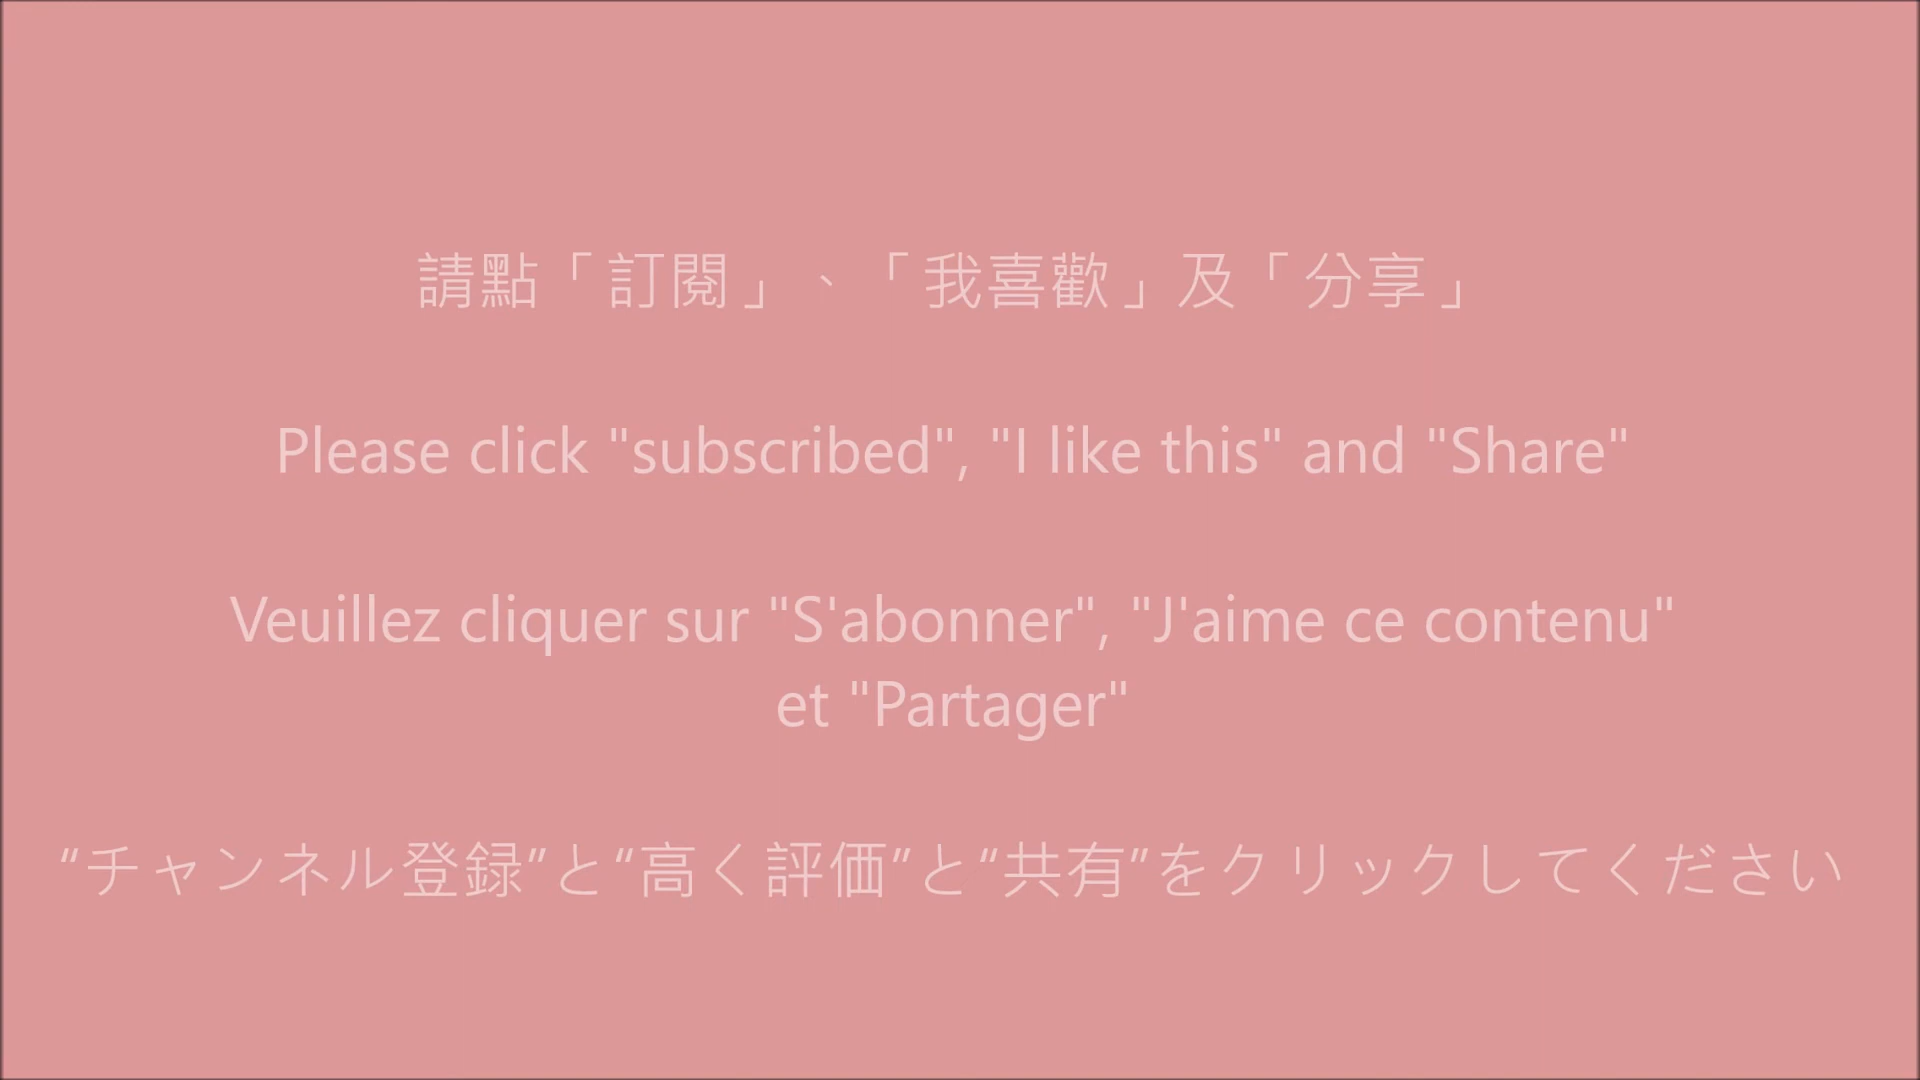 請點「訂閱」、「我喜歡」及「分享」
Please click "subscribed", "I like this" and "Share"
Veuillez cliquer sur "S'abonner", "J'aime ce contenu"
et "Partager"
“チャンネル登録”と“高く評価”と“共有”をクリックしてください